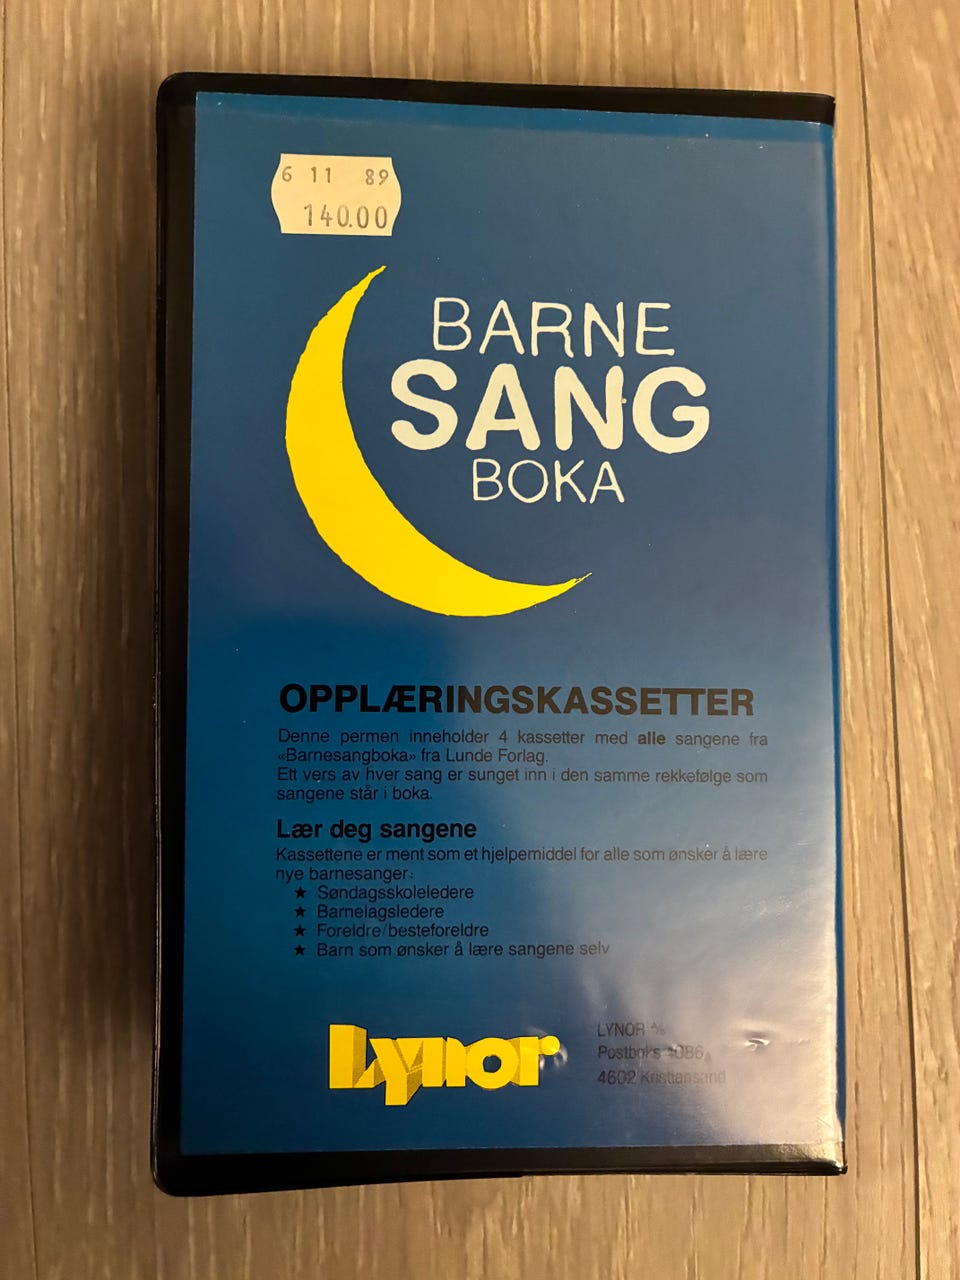 6 11 89
140.00
BARNE
SANG
BOKA
OPPLÆRINGSKASSETTER
Denne permen inneholder 4 kassetter med alle sangene fra
«Barnesangboka» fra Lunde Forlag.
Ett vers av hver sang er sunget inn i den samme rekkefølge som
sangene står i boka.
Lær deg sangene
Kassettene er ment som et hjelpemiddel for alle som ønsker å lære
nye barnesanger:
★ Søndagsskoleledere
★ Barnelagsledere
★ Foreldre/besteforeldre
★ Barn som ønsker å lære sangene selv
Lynor
LYNOR
Postboks 4086
4602 Kristiansand